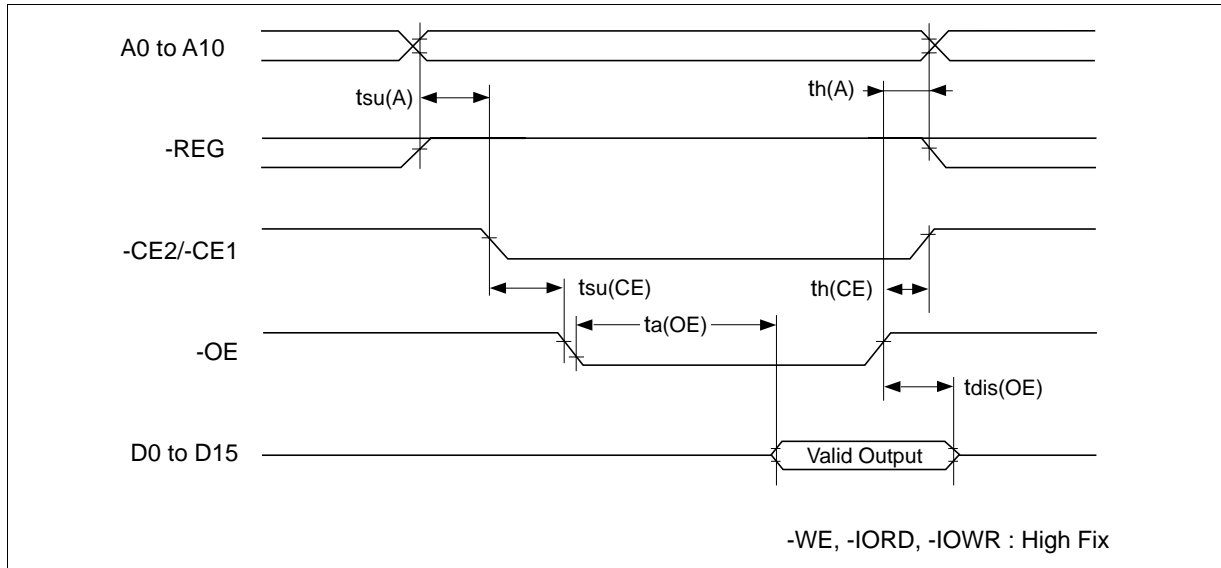 A0 to A10
tsu(A)
th(A)
-REG
-CE2/-CE1
tsu(CE)
th(CE)
ta(OE)
-OE
tdis(OE)
D0 to D15
Valid Output
-WE, -IORD, -IOWR : High Fix